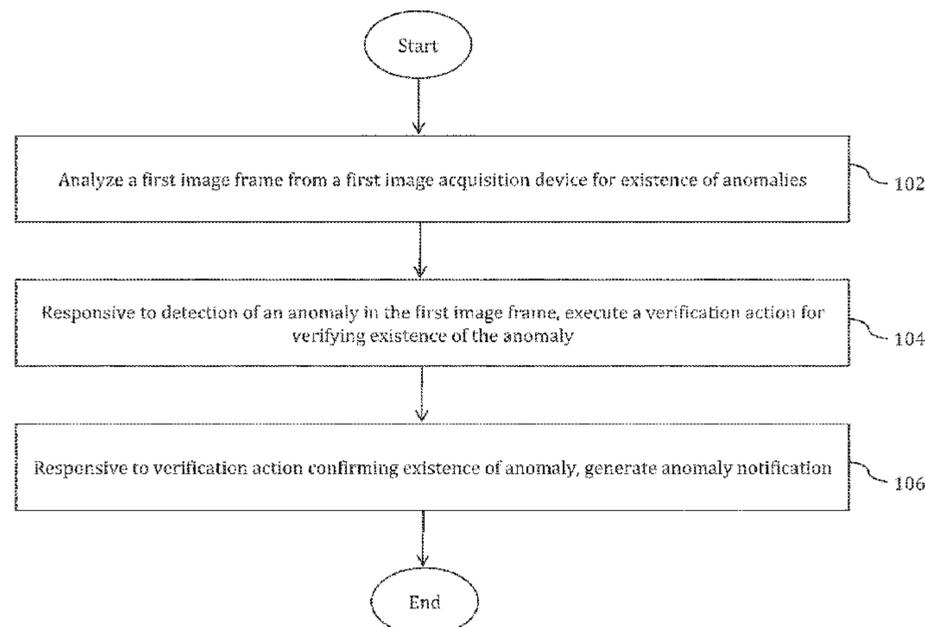 Start
Analyze a first image frame from a first image acquisition device for existence of anomalies
102
Responsive to detection of an anomaly in the first image frame, execute a verification action for
verifying existence of the anomaly
104
Responsive to verification action confirming existence of anomaly, generate anomaly notification
106
End